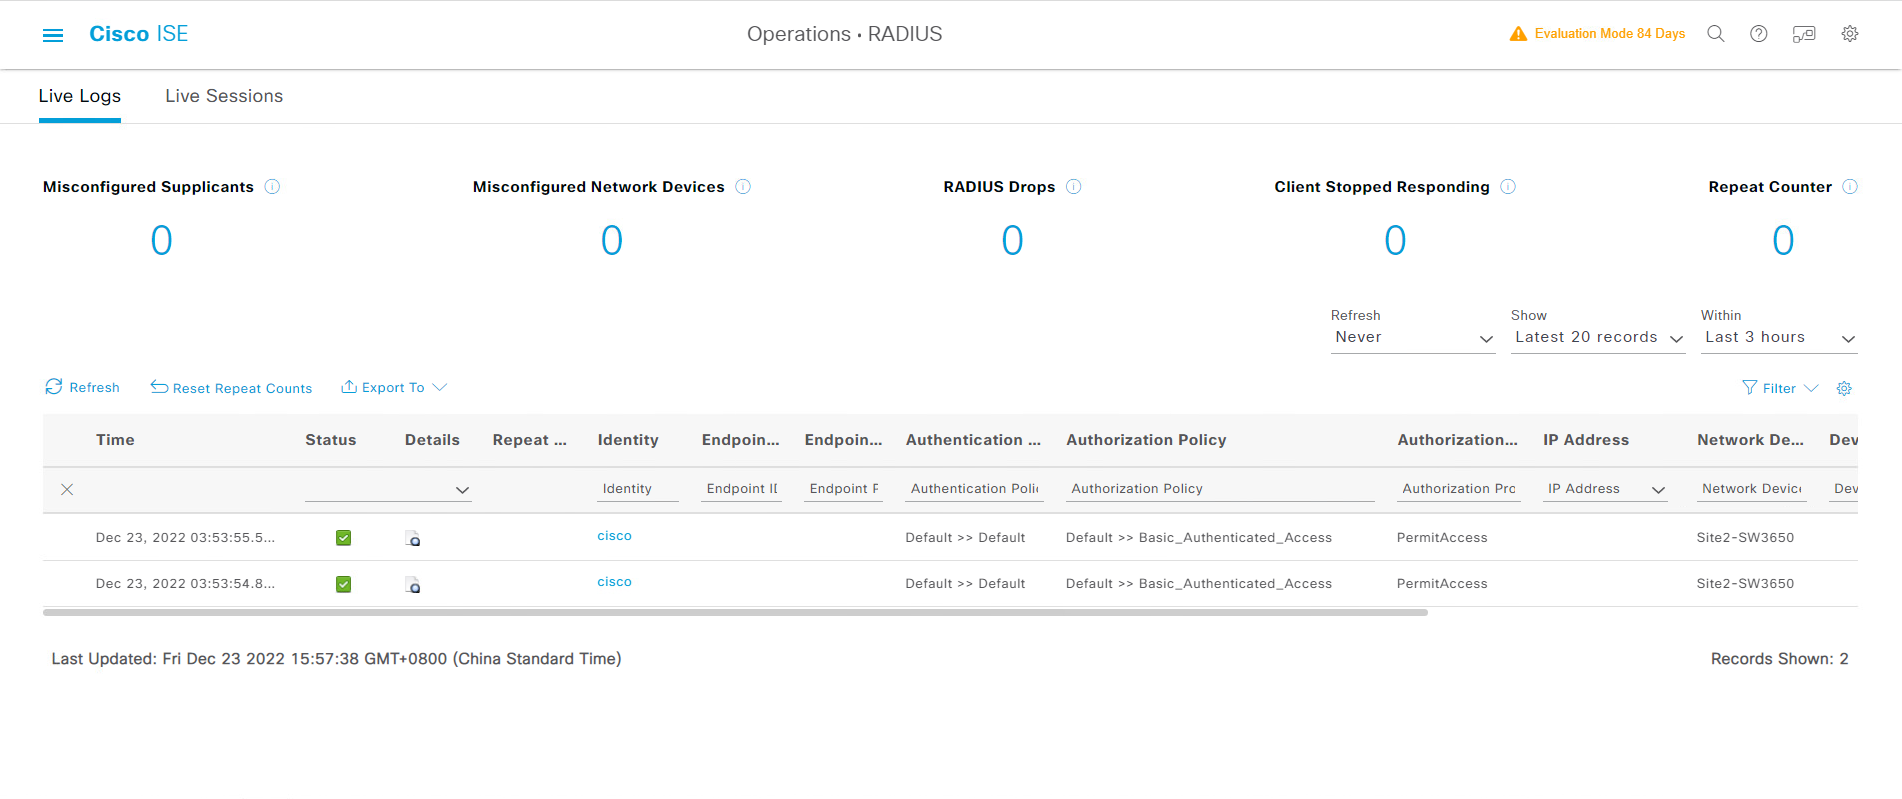 Cisco ISE
Operations • RADIUS
Evaluation Mode 84 Days
Live Logs Live Sessions
Misconfigured Supplicants Misconfigured Network Devices RADIUS Drops Client Stopped Responding Repeat Counter
0 0 0 0 0
Refresh Show Within
Never Latest 20 records Last 3 hours
Refresh Reset Repeat Counts Export To Filter
Time Status Details Repeat ... Identity Endpoin... Endpoin... Authentication ... Authorization Policy Authorization... IP Address Network De... Dev
Identity Endpoint ID Endpoint P Authentication Poli Authorization Policy Authorization Pro IP Address Network Device Dev
Dec 23, 2022 03:53:55.5... cisco Default >> Default Default >> Basic_Authenticated_Access PermitAccess Site2-SW3650
Dec 23, 2022 03:53:54.8... cisco Default >> Default Default >> Basic_Authenticated_Access PermitAccess Site2-SW3650
Last Updated: Fri Dec 23 2022 15:57:38 GMT+0800 (China Standard Time) Records Shown: 2